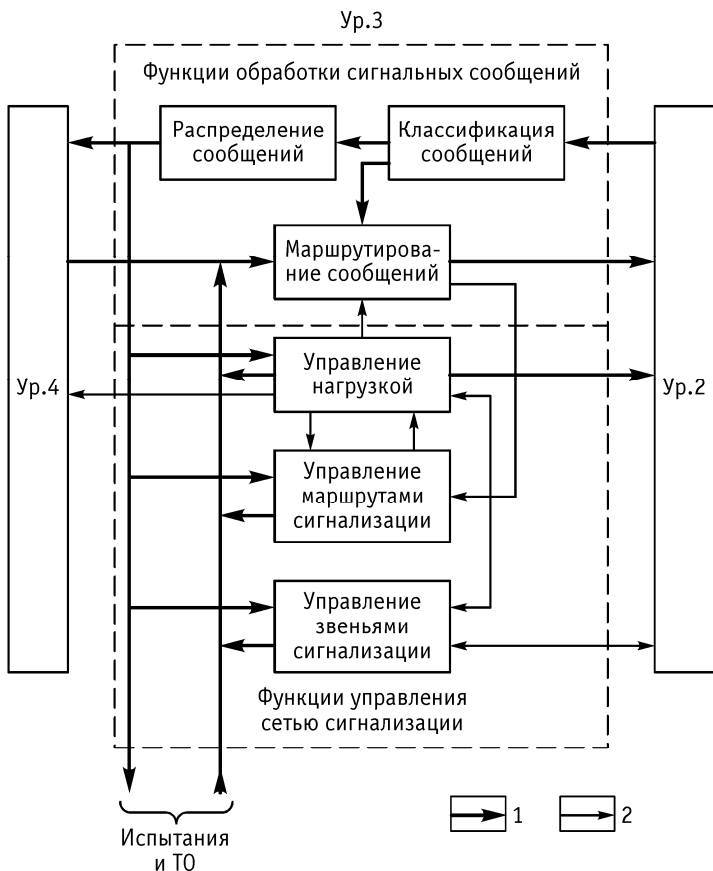 Ур.3
Функции обработки сигнальных сообщений
Распределение
сообщений
Классификация
сообщений
Маршрутирова-
ние сообщений
Ур.4
Управление
нагрузкой
Ур.2
Управление
маршрутами
сигнализации
Управление
звеньями
сигнализации
Функции управления
сетью сигнализации
1
2
Испытания
и ТО